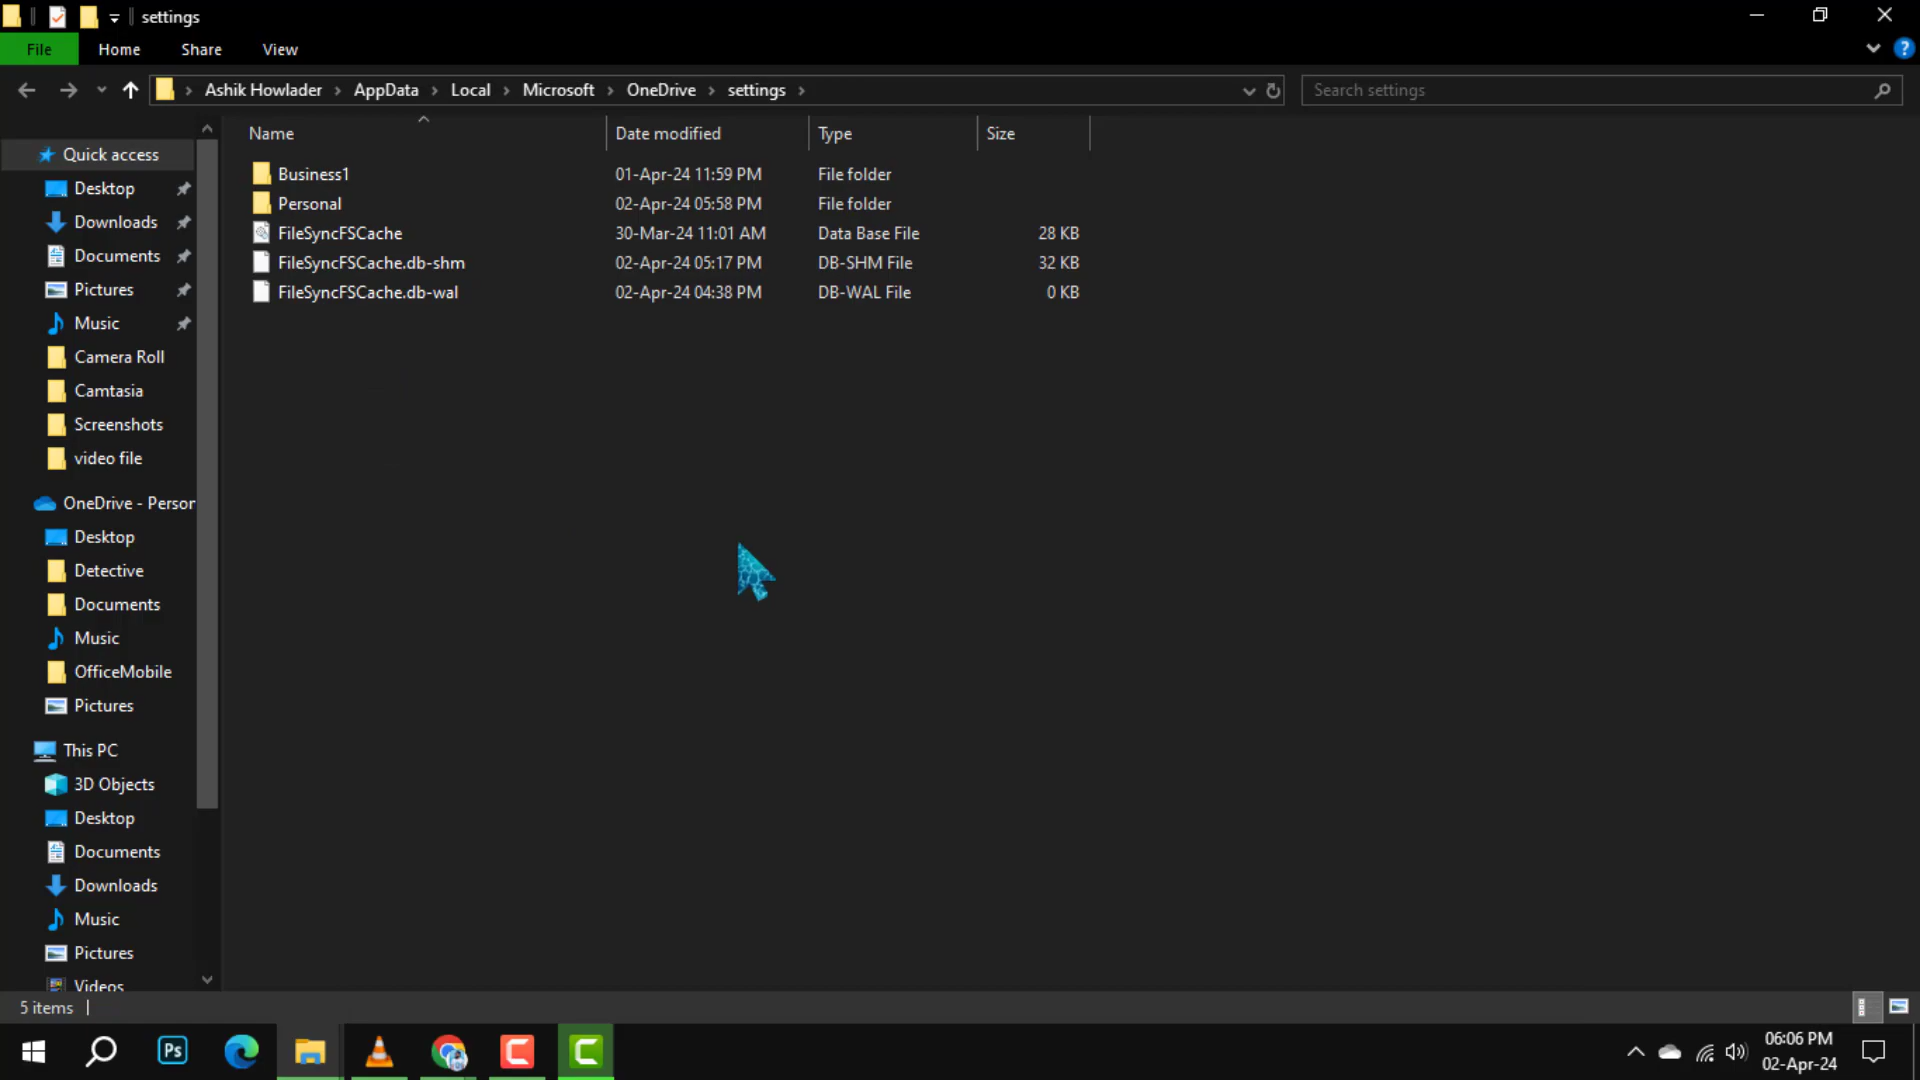 settings
File Home Share View
Ashik Howlader AppData Local Microsoft OneDrive settings
Search settings
Name Date modified Type Size
Business1 01-Apr-24 11:59 PM File folder
Personal 02-Apr-24 05:58 PM File folder
FileSyncFSCache 30-Mar-24 11:01 AM Data Base File 28 KB
FileSyncFSCache.db-shm 02-Apr-24 05:17 PM DB-SHM File 32 KB
FileSyncFSCache.db-wal 02-Apr-24 04:38 PM DB-WAL File 0 KB
Quick access
Desktop
Downloads
Documents
Pictures
Music
Camera Roll
Camtasia
Screenshots
video file
OneDrive - Person
Desktop
Detective
Documents
Music
OfficeMobile
Pictures
This PC
3D Objects
Desktop
Documents
Downloads
Music
Pictures
Videos
5 items
Ps
06:06 PM
02-Apr-24